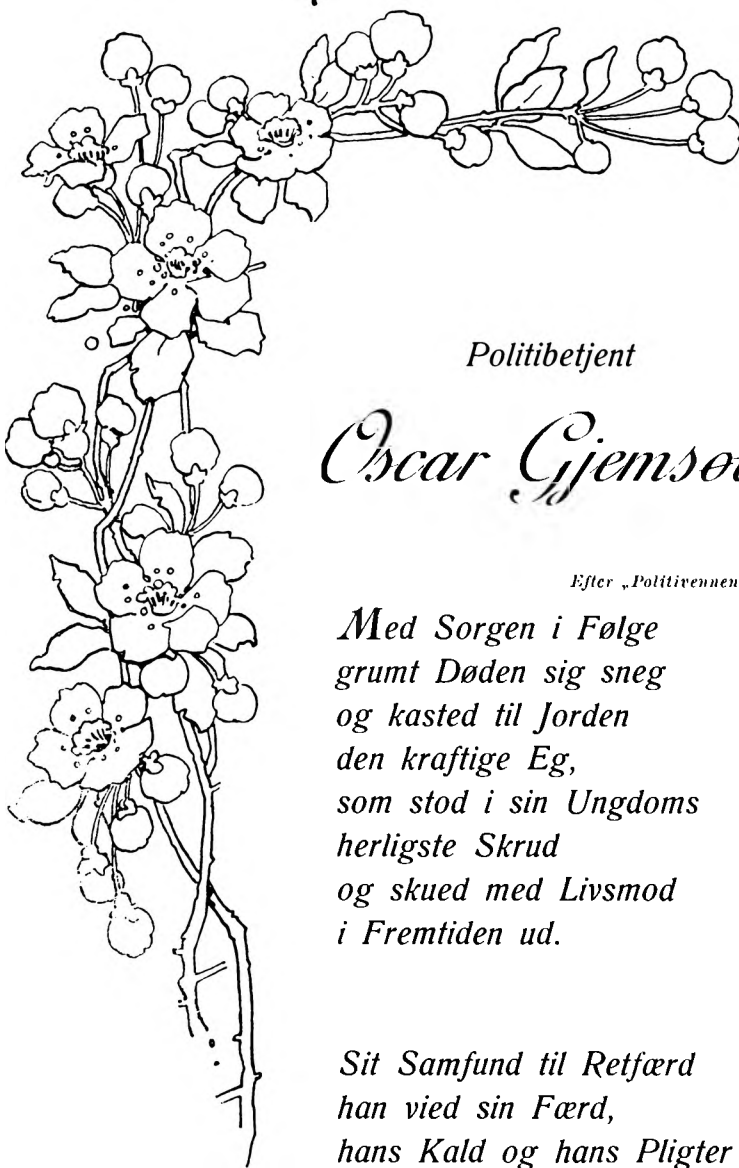 Politibetjent
Oscar
Efter „Politivennen
Med Sorgen i Følge
grumt Døden sig sneg
og kasted til Jorden
den kraftige Eg,
som stod i sin Ungdoms
herligste Skrud
og skued med Livsmod
i Fremtiden ud.
Sit Samfund til Retfærd
han vied sin Færd,
hans Kald og hans Pligter